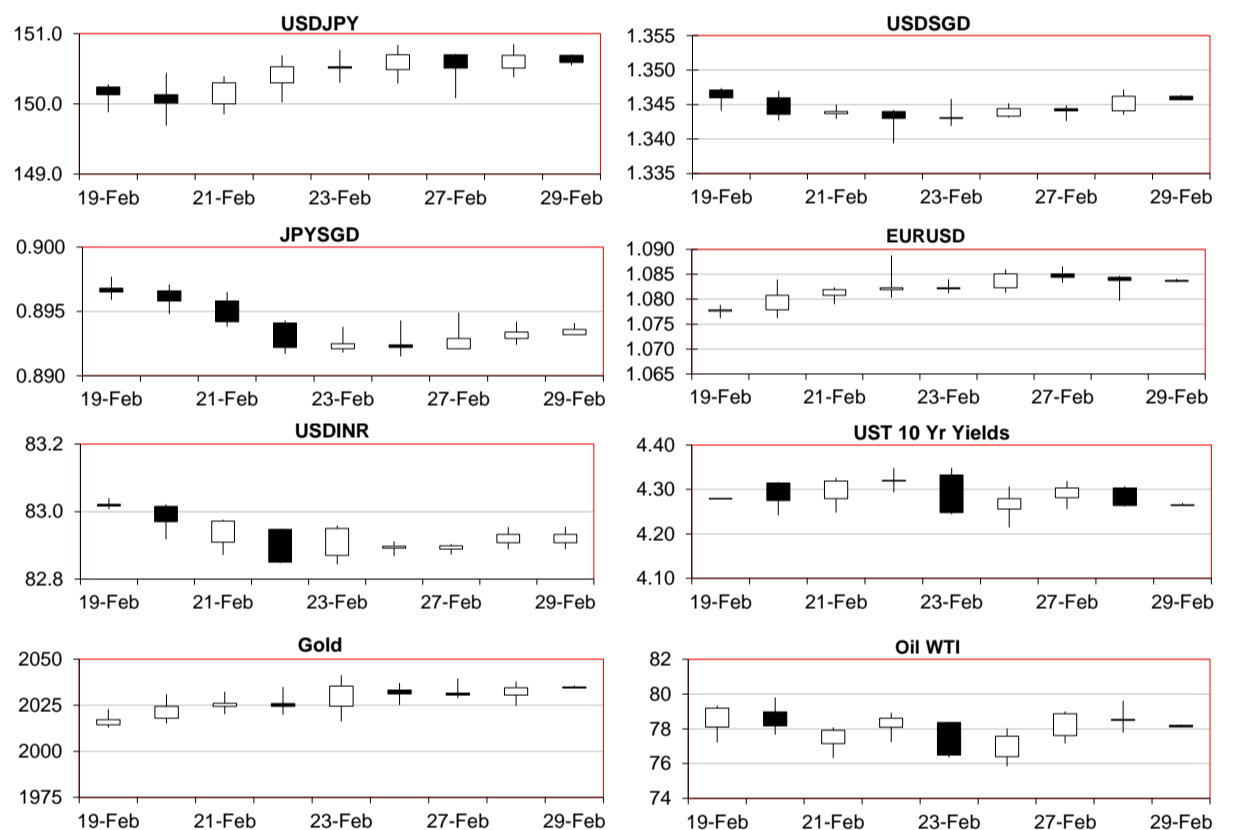 USDJPY
151.0
150.0
149.0
19-Feb 21-Feb 23-Feb 27-Feb 29-Feb
USDSGD
1.355
1.350
1.345
1.340
1.335
19-Feb 21-Feb 23-Feb 27-Feb 29-Feb
JPYSGD
0.900
0.895
0.890
19-Feb 21-Feb 23-Feb 27-Feb 29-Feb
EURUSD
1.090
1.085
1.080
1.075
1.070
1.065
19-Feb 21-Feb 23-Feb 27-Feb 29-Feb
USDINR
83.2
83.0
82.8
19-Feb 21-Feb 23-Feb 27-Feb 29-Feb
UST 10 Yr Yields
4.40
4.30
4.20
4.10
19-Feb 21-Feb 23-Feb 27-Feb 29-Feb
Gold
2050
2025
2000
1975
19-Feb 21-Feb 23-Feb 27-Feb 29-Feb
Oil WTI
82
80
78
76
74
19-Feb 21-Feb 23-Feb 27-Feb 29-Feb